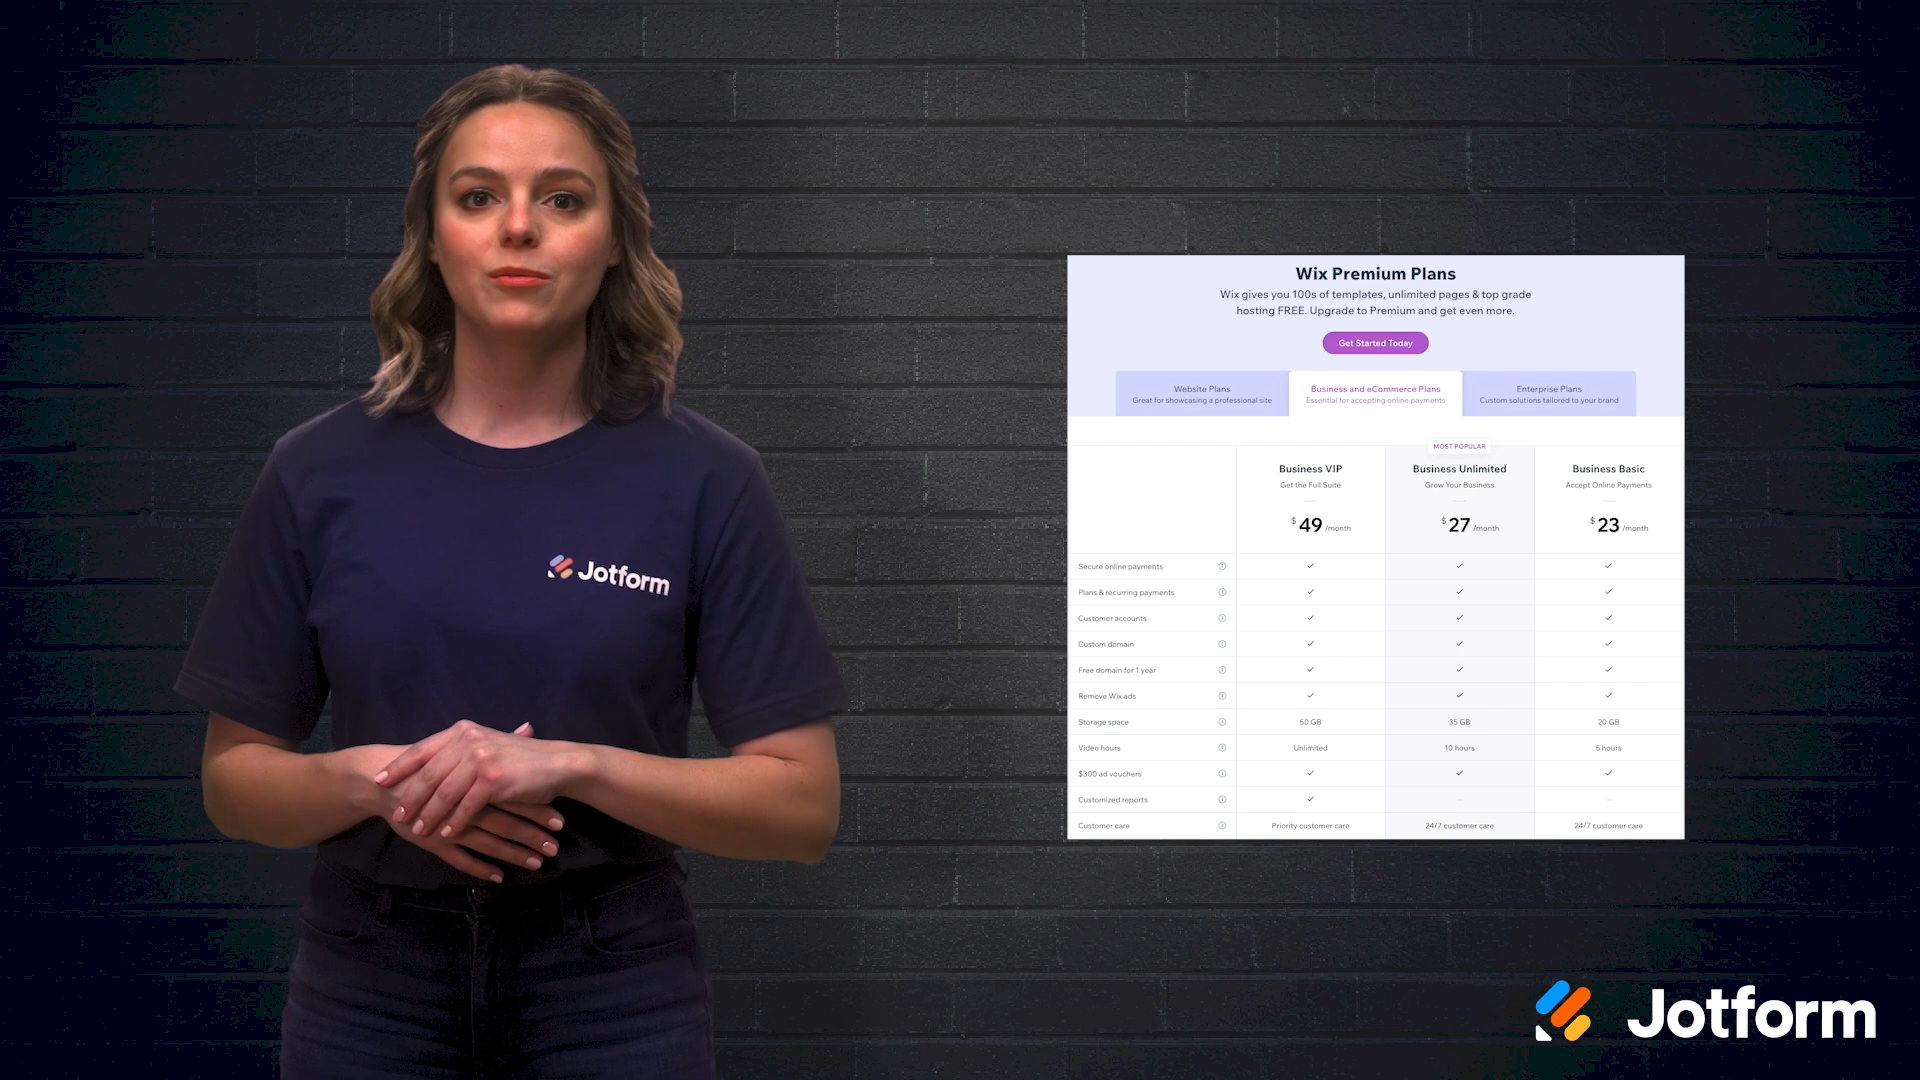 Jotform
Wix Premium Plans
Wix gives you 100s of templates, unlimited pages & top grade
hosting FREE. Upgrade to Premium and get even more.
Get Started Today
Website Plans
Great for showcasing a professional site
Business and eCommerce Plans
Essential for accepting online payments
Enterprise Plans
Custom solutions tailored to your brand
MOST POPULAR
Business VIP
Get the Full Suite
$ 49 /month
Business Unlimited
Grow Your Business
$ 27 /month
Business Basic
Accept Online Payments
$ 23 /month
Secure online payments ✓ ✓ ✓
Plans & recurring payments ✓ ✓ ✓
Customer accounts ✓ ✓ ✓
Custom domain ✓ ✓ ✓
Free domain for 1 year ✓ ✓ ✓
Remove Wix ads ✓ ✓ ✓
Storage space 50 GB 35 GB 20 GB
Video hours Unlimited 10 hours 5 hours
$300 ad vouchers ✓ ✓ ✓
Customized reports ✓ – –
Customer care Priority customer care 24/7 customer care 24/7 customer care
Jotform